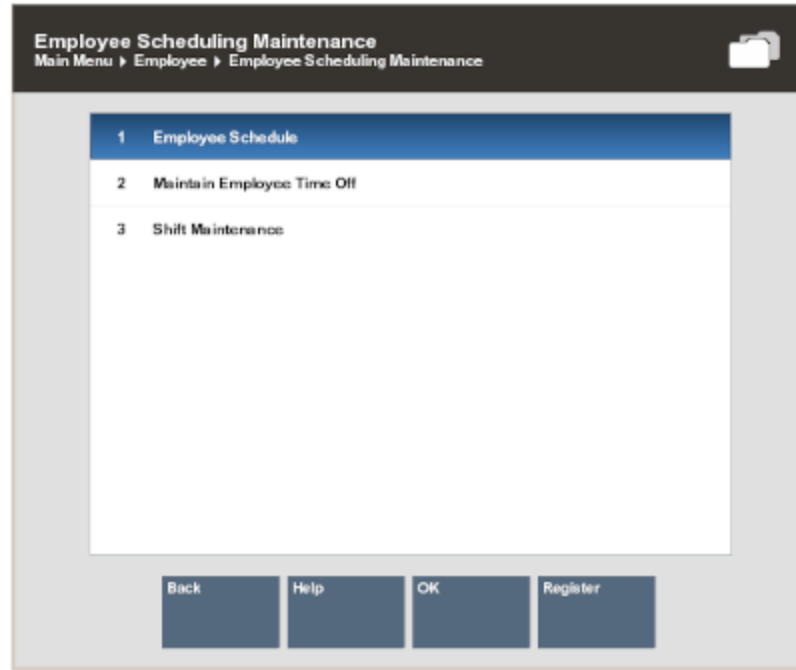 Employee Scheduling Maintenance
Main Menu ▸ Employee ▸ Employee Scheduling Maintenance
1 Employee Schedule
2 Maintain Employee Time Off
3 Shift Maintenance
Back Help OK Register